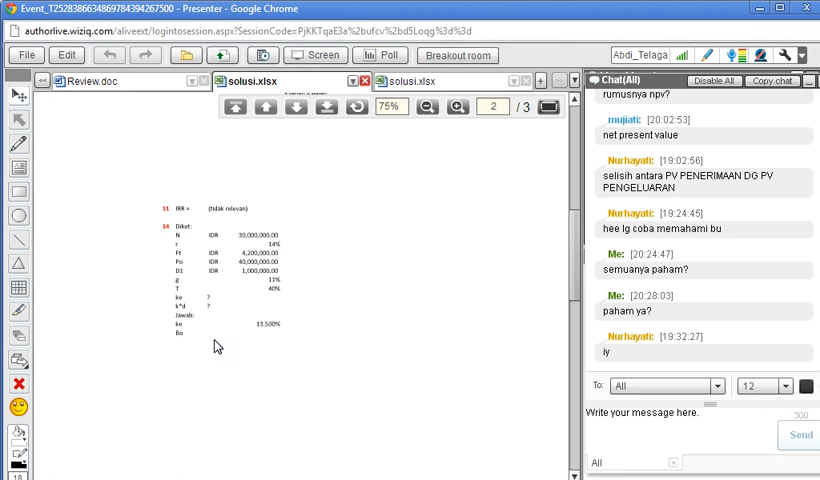 Event_T25283866348697843942675​00 - Presenter - Google Chrome
authorlive.wiziq.com/aliveext/logintosession.aspx?SessionCode=PjKKTqaE3a%2bufcv%2bd5Loqg%3d%3d
File Edit Screen Poll Breakout room Abdi_Telaga
<< Review.doc solusi.xlsx solusi.xlsx + >>
Chat(All) Disable All Copy chat
75% 2 / 3
rumusnya npv?
mujiati: [20:02:53]
net present value
Nurhayati: [19:02:56]
selisih antara PV PENERIMAAN DG PV
PENGELUARAN
Nurhayati: [19:24:45]
hee lg coba memahami bu
Me: [20:24:47]
semuanya paham?
Me: [20:28:03]
paham ya?
Nurhayati: [19:32:27]
iy
To: All 12
Write your message here.
300
Send
All
11 IRR = (tidak relevan)
14 Diket:
N IDR 30,000,000.00
r 14%
Ft IDR 4,200,000.00
Po IDR 40,000,000.00
D1 IDR 1,000,000.00
g 11%
T 40%
ke ?
k*d ?
Jawab:
ke 13.500%
Bo
18